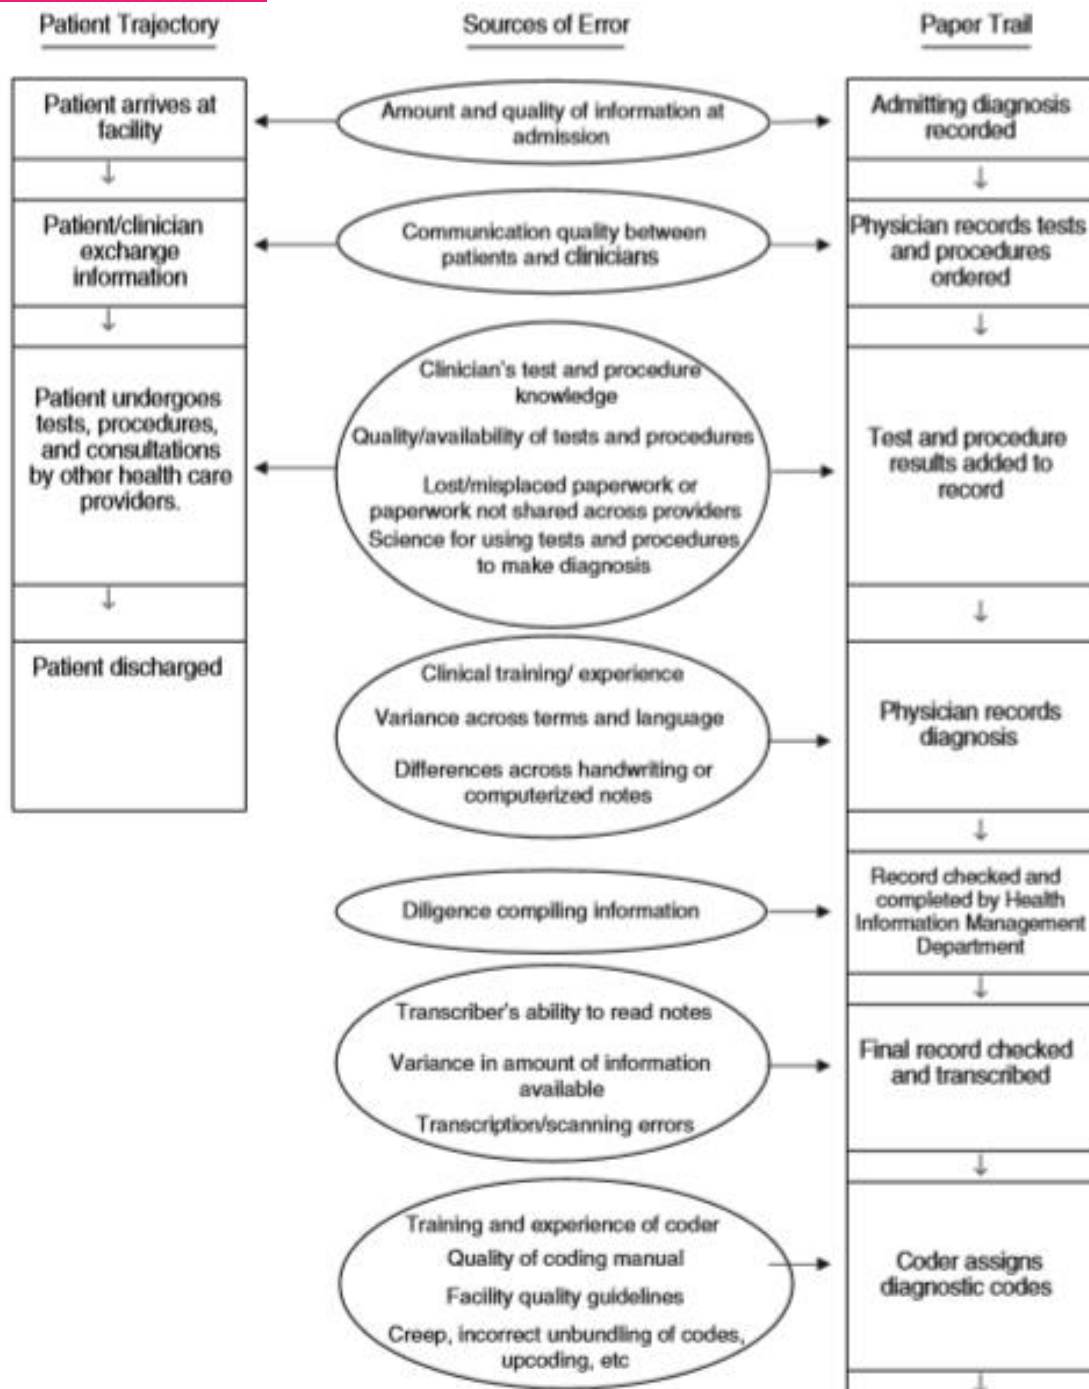 Patient Trajectory
Sources of Error
Paper Trail
Patient arrives at
facility
Amount and quality of information at
admission
Admitting diagnosis
recorded
Patient/clinician
exchange
information
Communication quality between
patients and clinicians
Physician records tests
and procedures
ordered
Patient undergoes
tests, procedures,
and consultations
by other health care
providers.
Clinician's test and procedure
knowledge
Quality/availability of tests and procedures
Lost/misplaced paperwork or
paperwork not shared across providers
Science for using tests and procedures
to make diagnosis
Test and procedure
results added to
record
Patient discharged
Clinical training/ experience
Variance across terms and language
Differences across handwriting or
computerized notes
Physician records
diagnosis
Diligence compiling information
Record checked and
completed by Health
Information Management
Department
Transcriber's ability to read notes
Variance in amount of information
available
Transcription/scanning errors
Final record checked
and transcribed
Training and experience of coder
Quality of coding manual
Facility quality guidelines
Creep, incorrect unbundling of codes,
upcoding, etc
Coder assigns
diagnostic codes